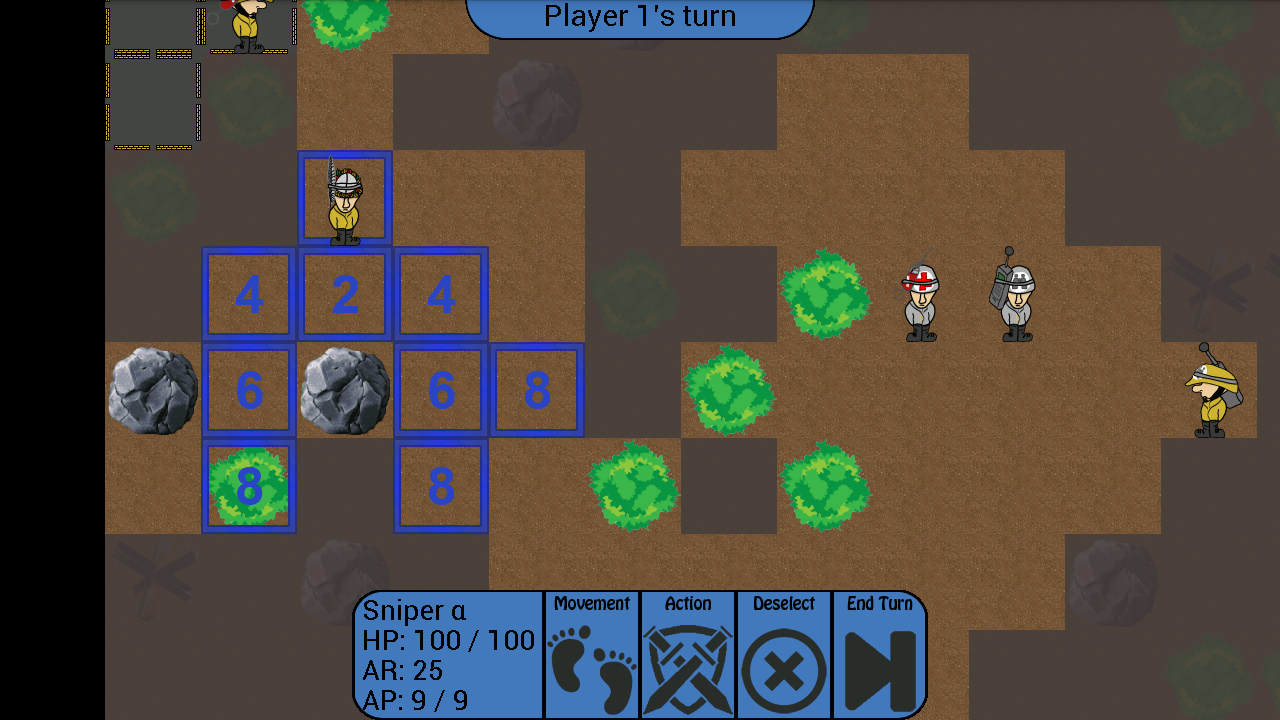 Player 1's turn
4 2 4
6 6 8
8 8
Sniper α
HP: 100 / 100
AR: 25
AP: 9 / 9
Movement
Action
Deselect
End Turn